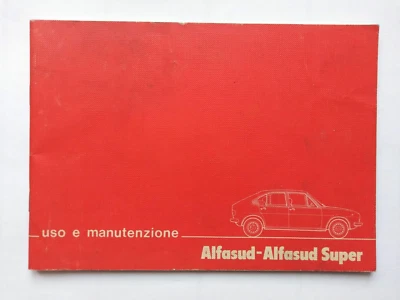 uso e manutenzione
Alfasud-Alfasud Super